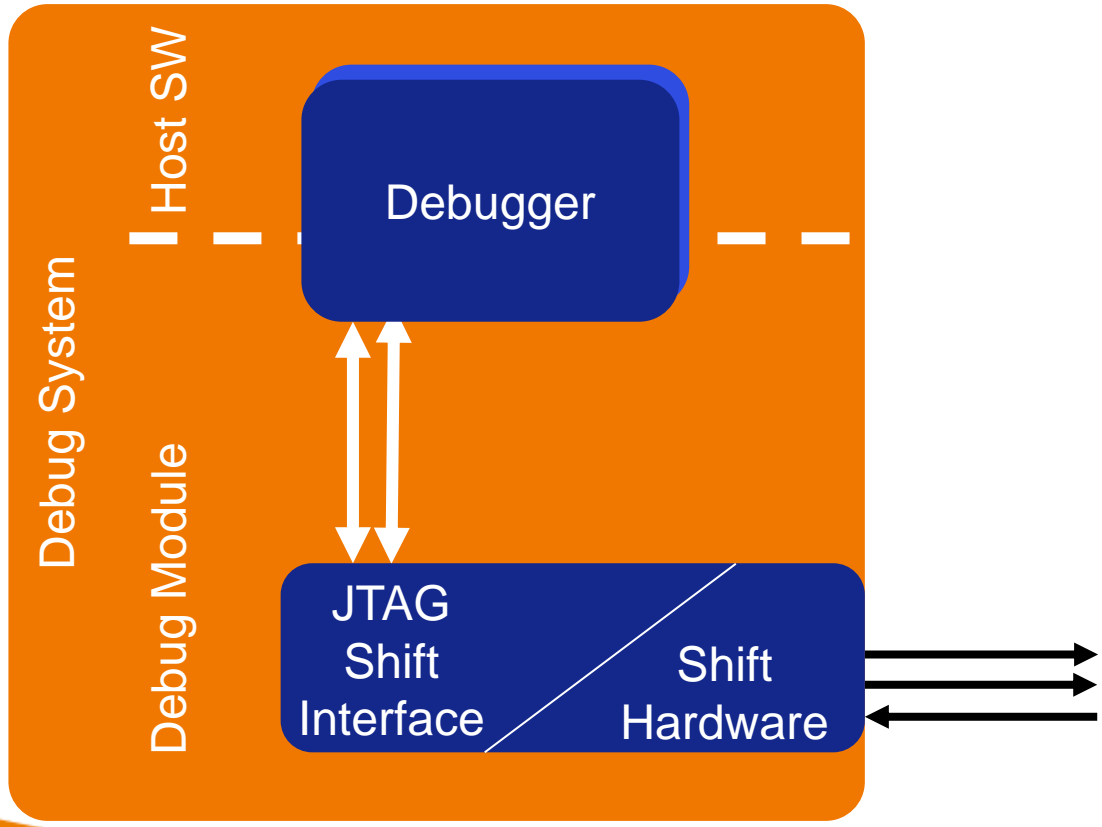 Debug System
Host SW
Debug Module
Debugger
JTAG
Shift
Interface
Shift
Hardware